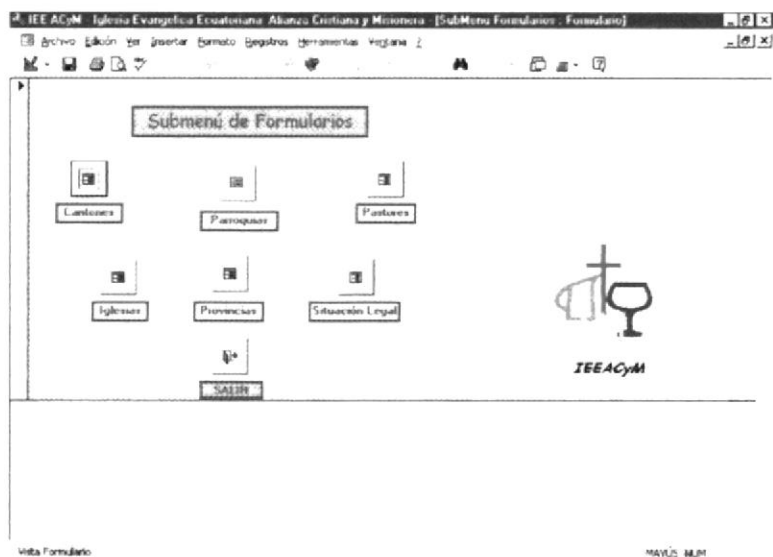 IEE ACyM - Iglesia Evangelica Ecuatoriana Alianza Cristiana y Misionera - [SubMenu Formularios : Formulario]
Archivo Edición Ver Insertar Formato Registros Herramientas Ventana ?
Submenú de Formularios
Cantones Parroquias Pastores
Iglesias Provincias Situación Legal
SALIR
IEEACyM
Vista Formulario MAYÚS NUM